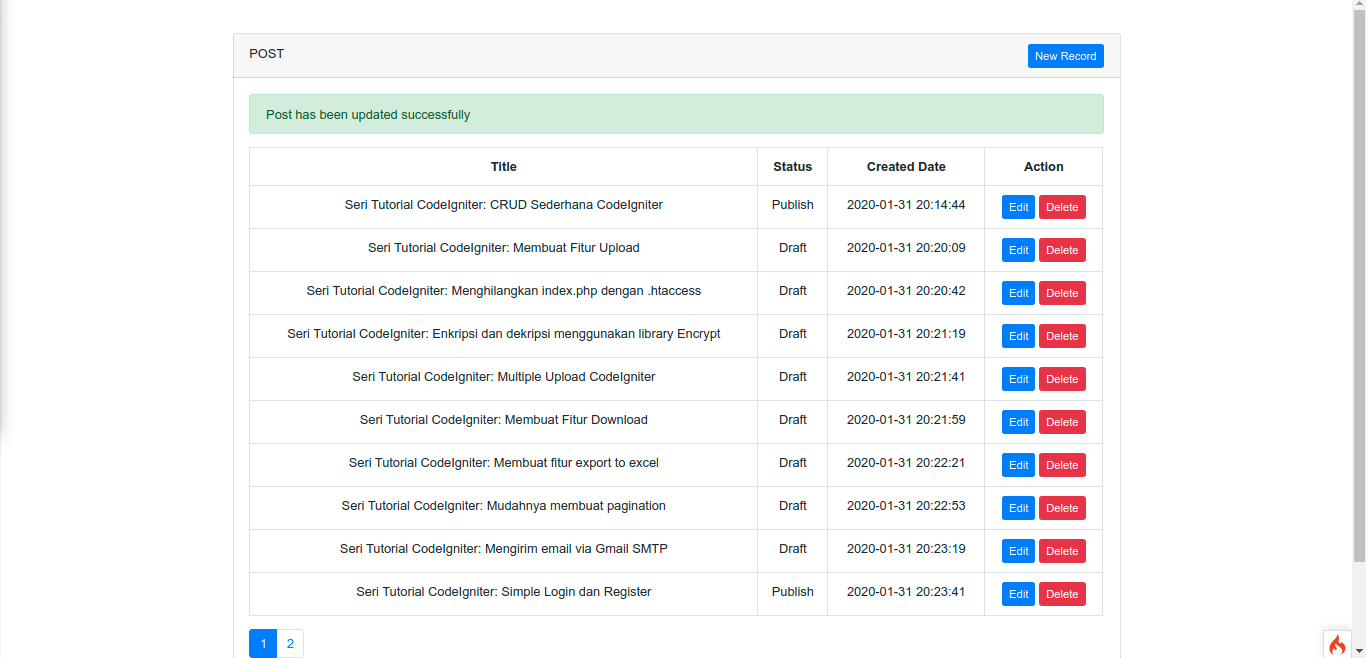 POST
New Record
Post has been updated successfully
Title Status Created Date Action
Seri Tutorial CodeIgniter: CRUD Sederhana CodeIgniter Publish 2020-01-31 20:14:44 Edit Delete
Seri Tutorial CodeIgniter: Membuat Fitur Upload Draft 2020-01-31 20:20:09 Edit Delete
Seri Tutorial CodeIgniter: Menghilangkan index.php dengan .htaccess Draft 2020-01-31 20:20:42 Edit Delete
Seri Tutorial CodeIgniter: Enkripsi dan dekripsi menggunakan library Encrypt Draft 2020-01-31 20:21:19 Edit Delete
Seri Tutorial CodeIgniter: Multiple Upload CodeIgniter Draft 2020-01-31 20:21:41 Edit Delete
Seri Tutorial CodeIgniter: Membuat Fitur Download Draft 2020-01-31 20:21:59 Edit Delete
Seri Tutorial CodeIgniter: Membuat fitur export to excel Draft 2020-01-31 20:22:21 Edit Delete
Seri Tutorial CodeIgniter: Mudahnya membuat pagination Draft 2020-01-31 20:22:53 Edit Delete
Seri Tutorial CodeIgniter: Mengirim email via Gmail SMTP Draft 2020-01-31 20:23:19 Edit Delete
Seri Tutorial CodeIgniter: Simple Login dan Register Publish 2020-01-31 20:23:41 Edit Delete
1 2